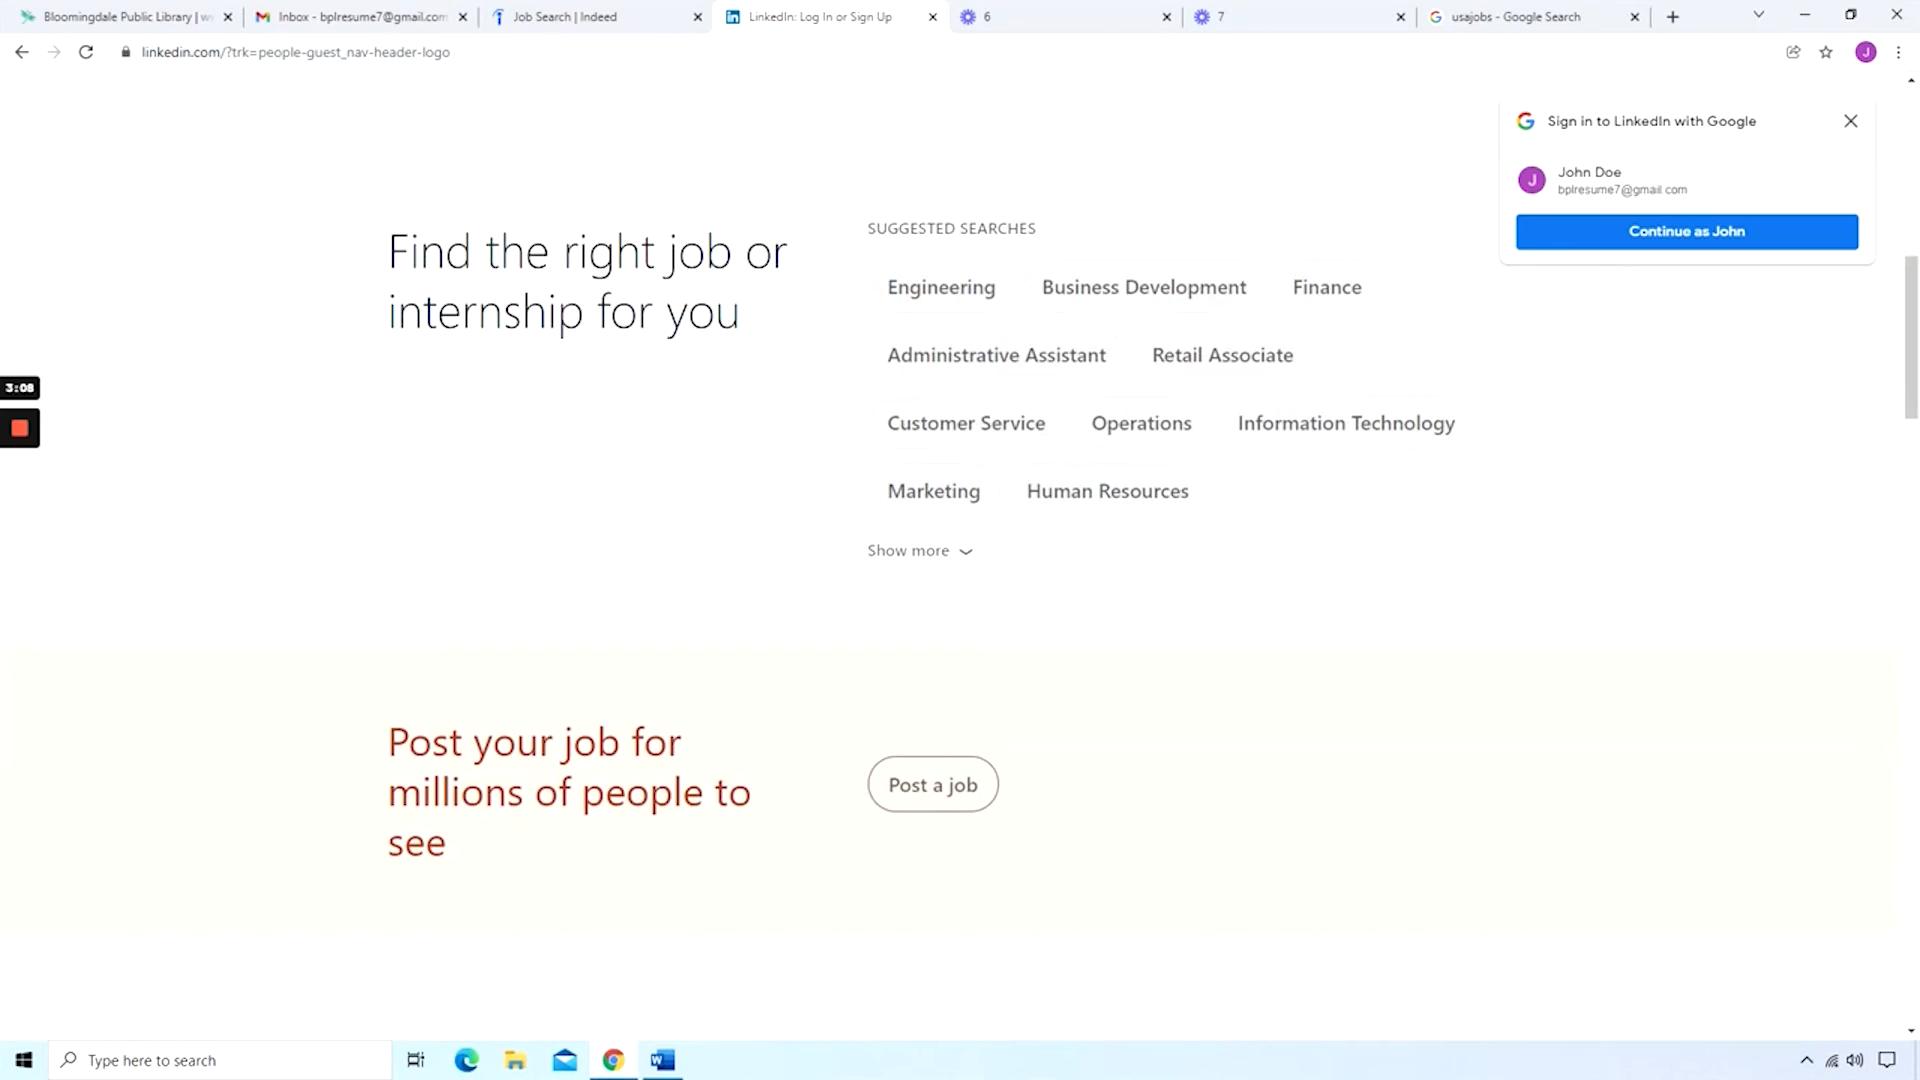 Bloomingdale Public Library | w
Inbox - bplresume7@gmail.com
Job Search | Indeed
LinkedIn: Log In or Sign Up
6
7
usajobs - Google Search
linkedin.com/?trk=people-guest_nav-header-logo
J
Sign in to LinkedIn with Google
J
John Doe
bplresume7@gmail.com
Continue as John
Find the right job or
internship for you
SUGGESTED SEARCHES
Engineering
Business Development
Finance
Administrative Assistant
Retail Associate
Customer Service
Operations
Information Technology
Marketing
Human Resources
Show more
3:08
Post your job for
millions of people to
see
Post a job
Type here to search